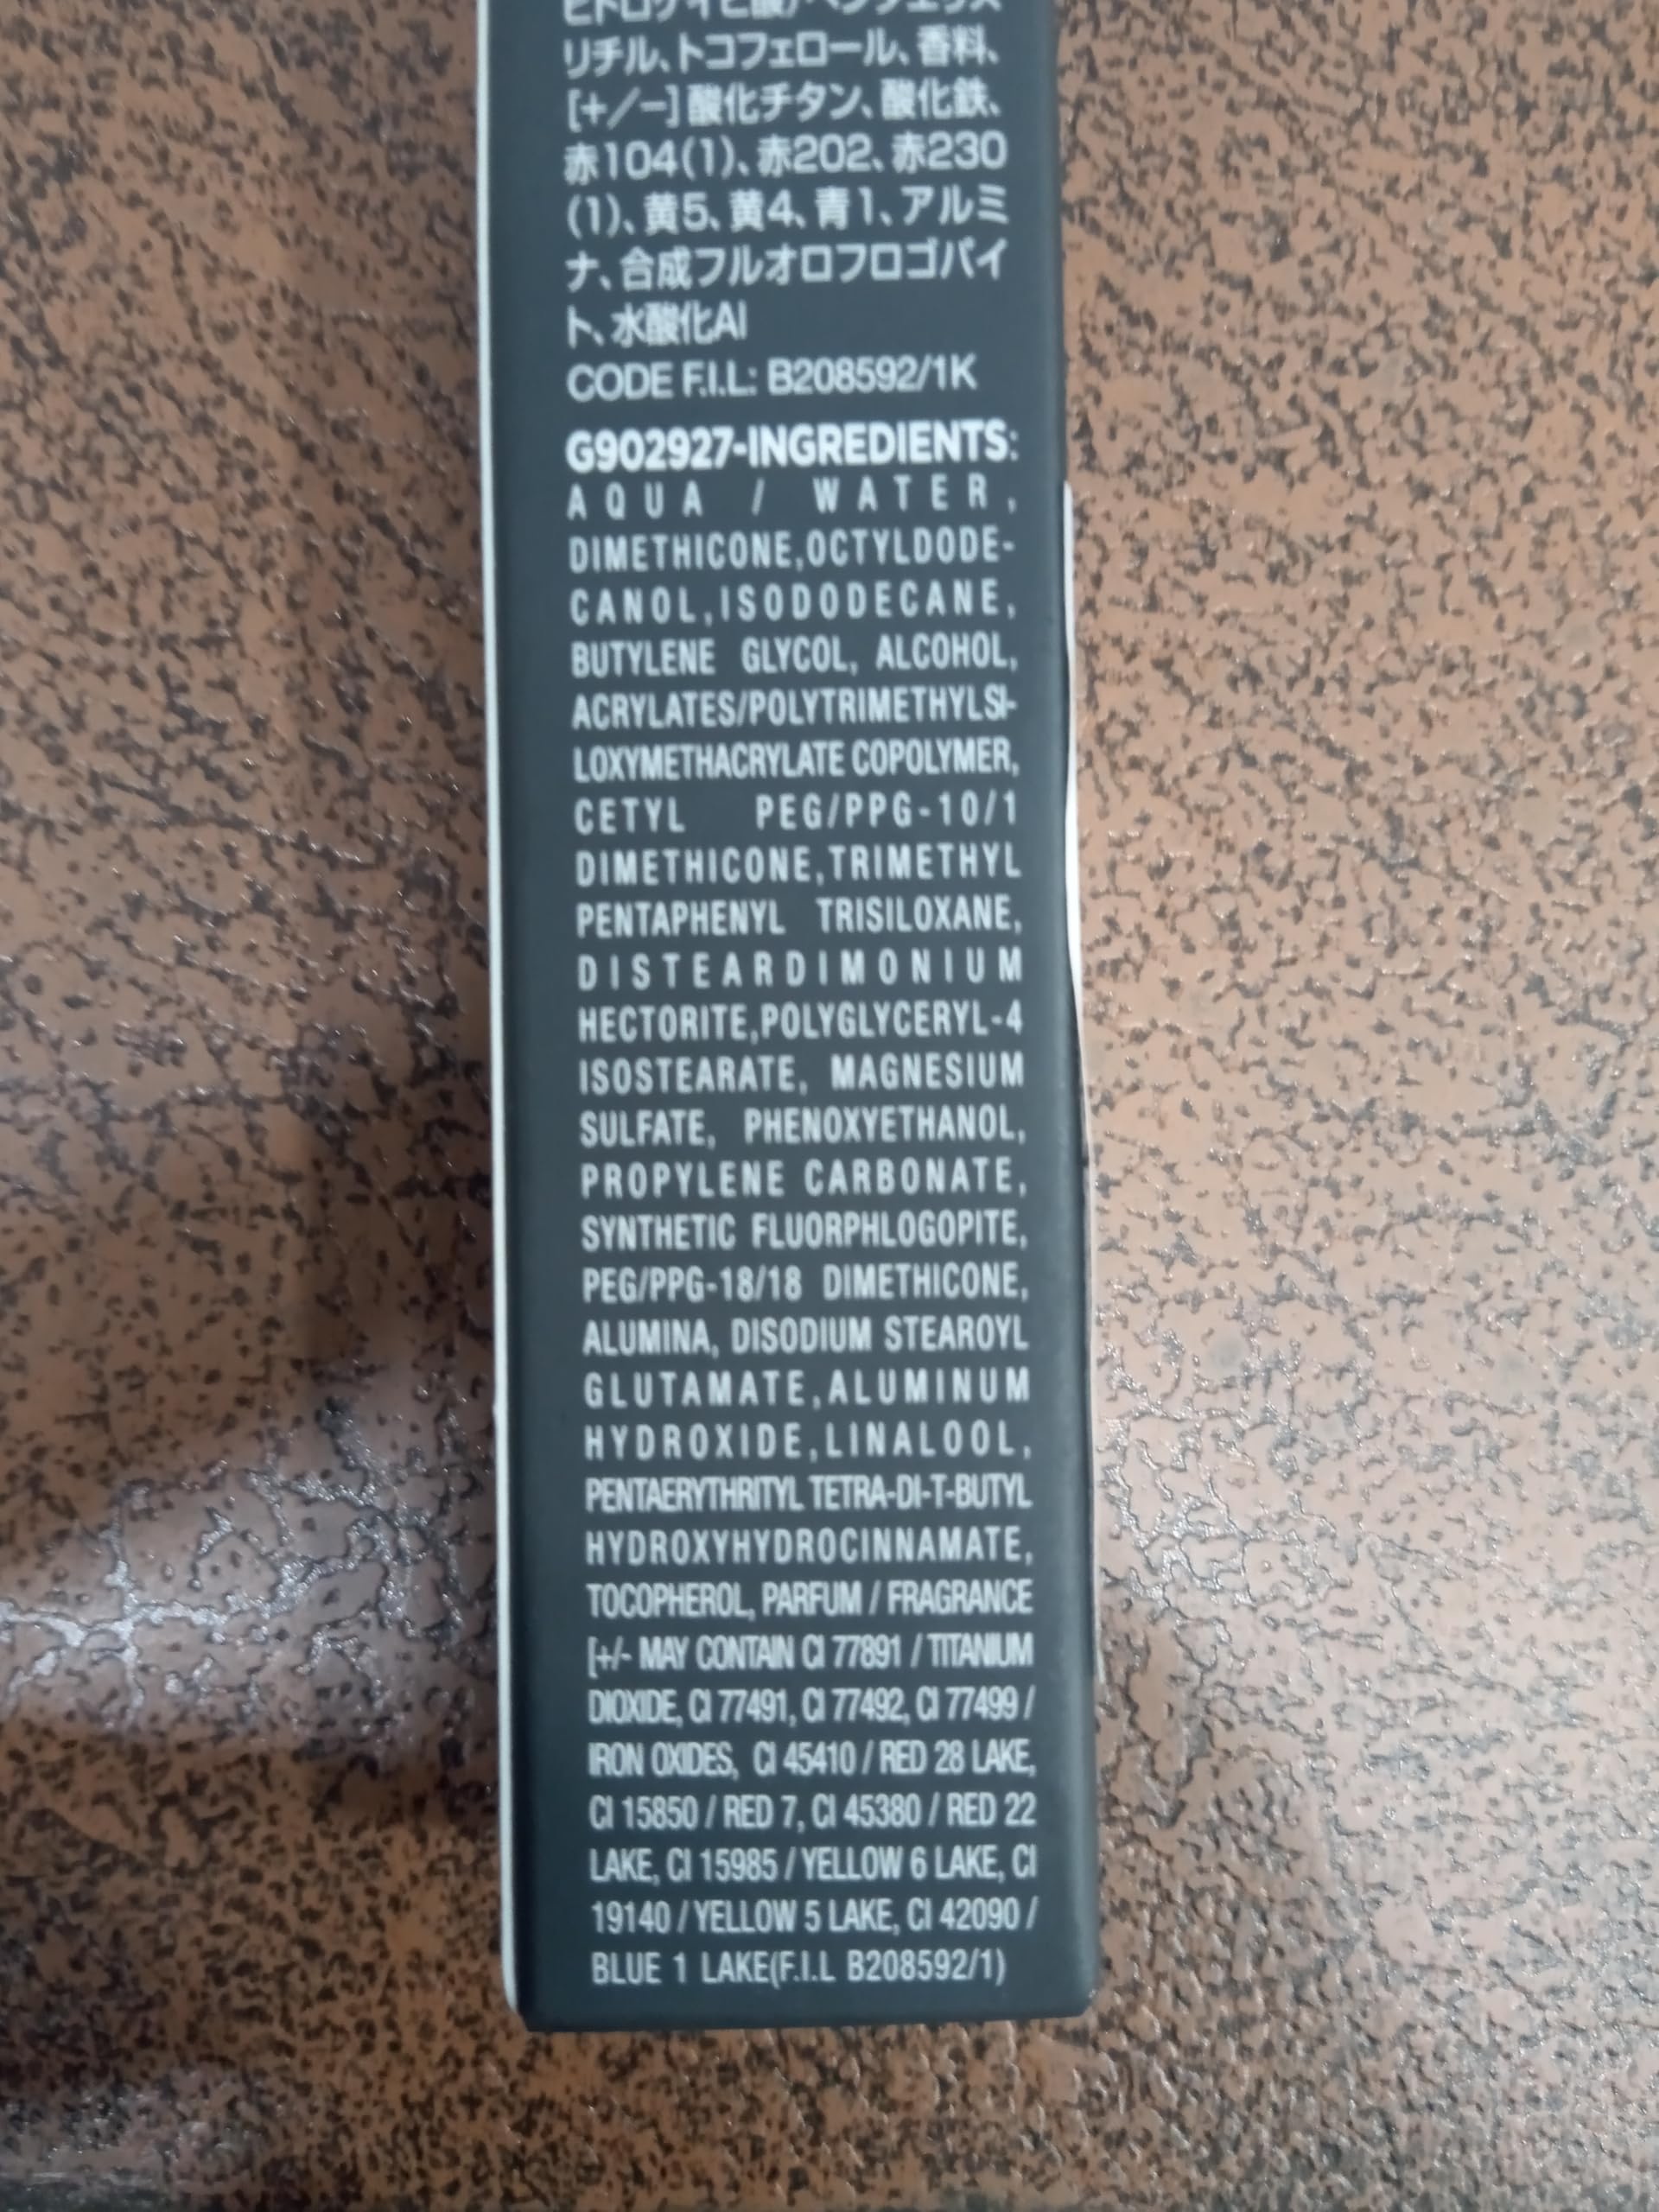 リチル、トコフェロール、香料、
[+／−]酸化チタン、酸化鉄、
赤104(1)、赤202、赤230
(1)、黄5、黄4、青1、アルミ
ナ、合成フルオロフロゴパイ
ト、水酸化Al
CODE F.I.L: B208592/1K
G902927-INGREDIENTS:
AQUA / WATER,
DIMETHICONE,OCTYLDODE-
CANOL,ISODODECANE,
BUTYLENE GLYCOL, ALCOHOL,
ACRYLATES/POLYTRIMETHYLSI-
LOXYMETHACRYLATE COPOLYMER,
CETYL PEG/PPG-10/1
DIMETHICONE,TRIMETHYL
PENTAPHENYL TRISILOXANE,
DISTEARDIMONIUM
HECTORITE,POLYGLYCERYL-4
ISOSTEARATE, MAGNESIUM
SULFATE, PHENOXYETHANOL,
PROPYLENE CARBONATE,
SYNTHETIC FLUORPHLOGOPITE,
PEG/PPG-18/18 DIMETHICONE,
ALUMINA, DISODIUM STEAROYL
GLUTAMATE,ALUMINUM
HYDROXIDE,LINALOOL,
PENTAERYTHRITYL TETRA-DI-T-BUTYL
HYDROXYHYDROCINNAMATE,
TOCOPHEROL, PARFUM / FRAGRANCE
[+/- MAY CONTAIN CI 77891 / TITANIUM
DIOXIDE, CI 77491, CI 77492, CI 77499 /
IRON OXIDES, CI 45410 / RED 28 LAKE,
CI 15850 / RED 7, CI 45380 / RED 22
LAKE, CI 15985 / YELLOW 6 LAKE, CI
19140 / YELLOW 5 LAKE, CI 42090 /
BLUE 1 LAKE(F.I.L B208592/1)